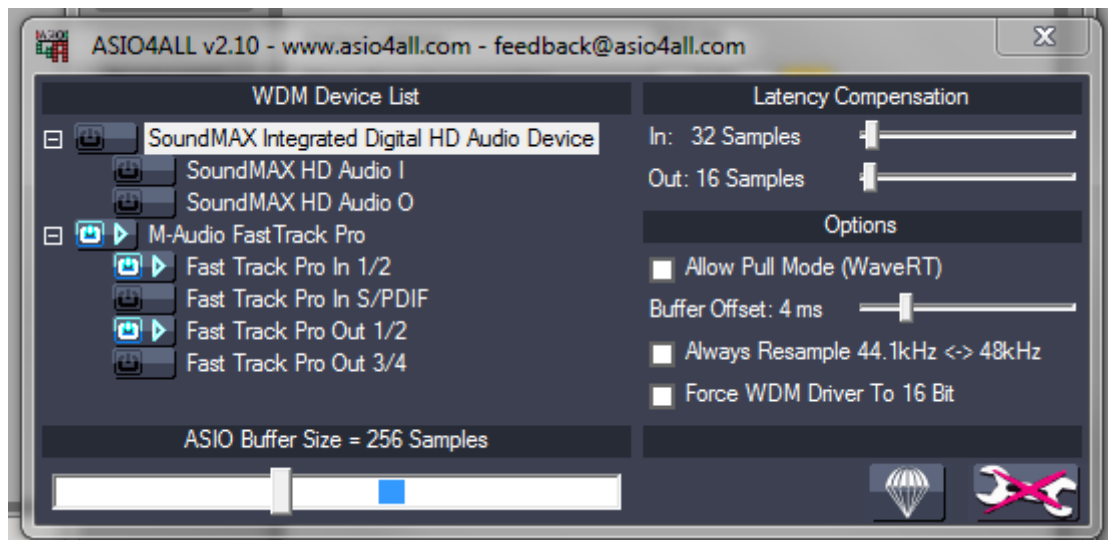 ASIO4ALL v2.10 - www.asio4all.com - feedback@asio4all.com
WDM Device List
SoundMAX Integrated Digital HD Audio Device
SoundMAX HD Audio I
SoundMAX HD Audio O
M-Audio FastTrack Pro
Fast Track Pro In 1/2
Fast Track Pro In S/PDIF
Fast Track Pro Out 1/2
Fast Track Pro Out 3/4
ASIO Buffer Size = 256 Samples
Latency Compensation
In: 32 Samples
Out: 16 Samples
Options
Allow Pull Mode (WaveRT)
Buffer Offset: 4 ms
Always Resample 44.1kHz <-> 48kHz
Force WDM Driver To 16 Bit